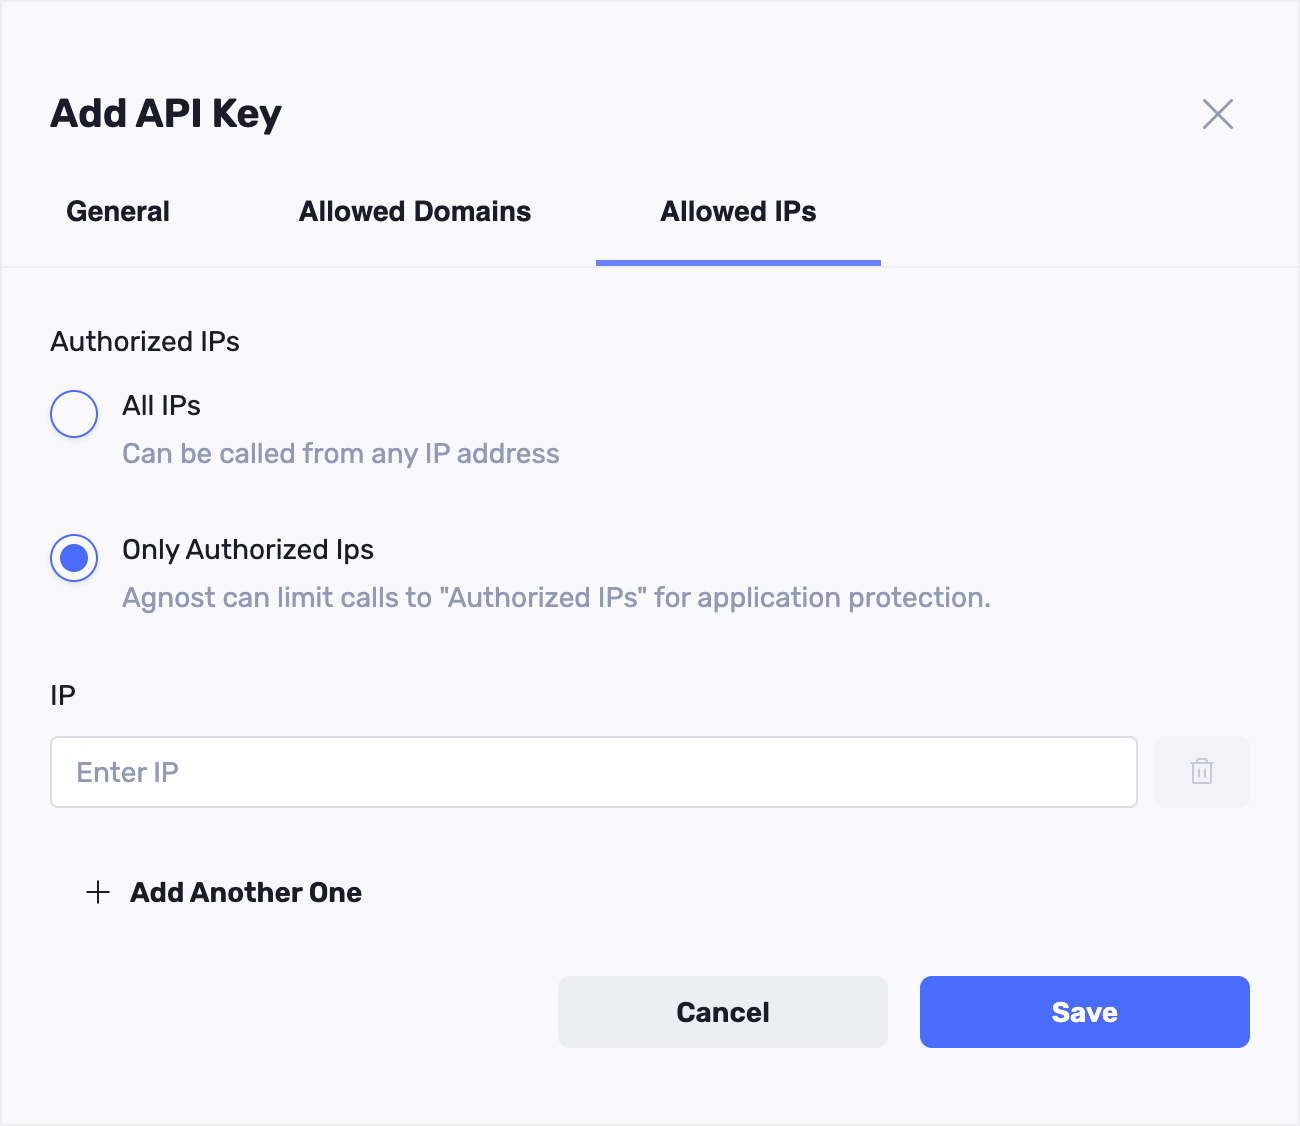 Add API Key
General
Allowed Domains
Allowed IPs
Authorized IPs
All IPs
Can be called from any IP address
Only Authorized Ips
Agnost can limit calls to "Authorized IPs" for application protection.
IP
Enter IP
Add Another One
Cancel
Save